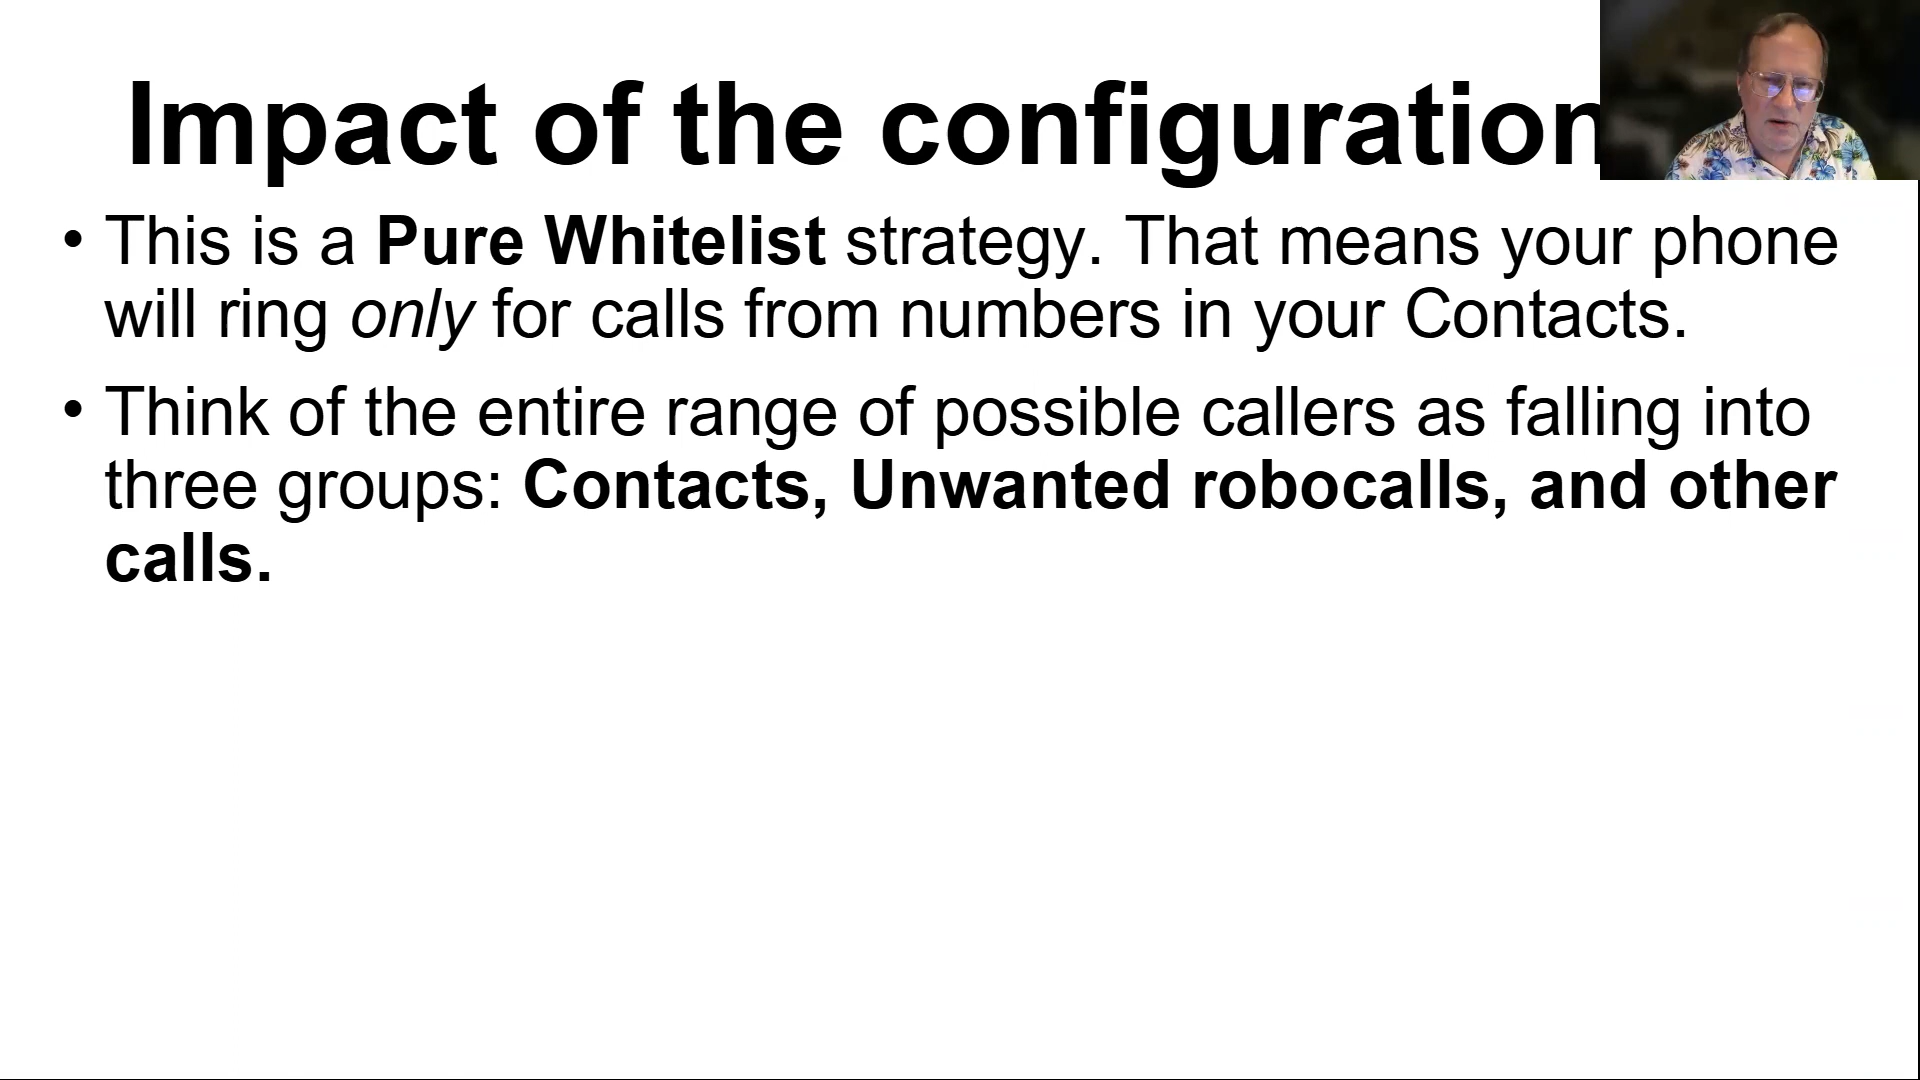 Impact of the configuration
• This is a Pure Whitelist strategy. That means your phone
will ring only for calls from numbers in your Contacts.
• Think of the entire range of possible callers as falling into
three groups: Contacts, Unwanted robocalls, and other
calls.